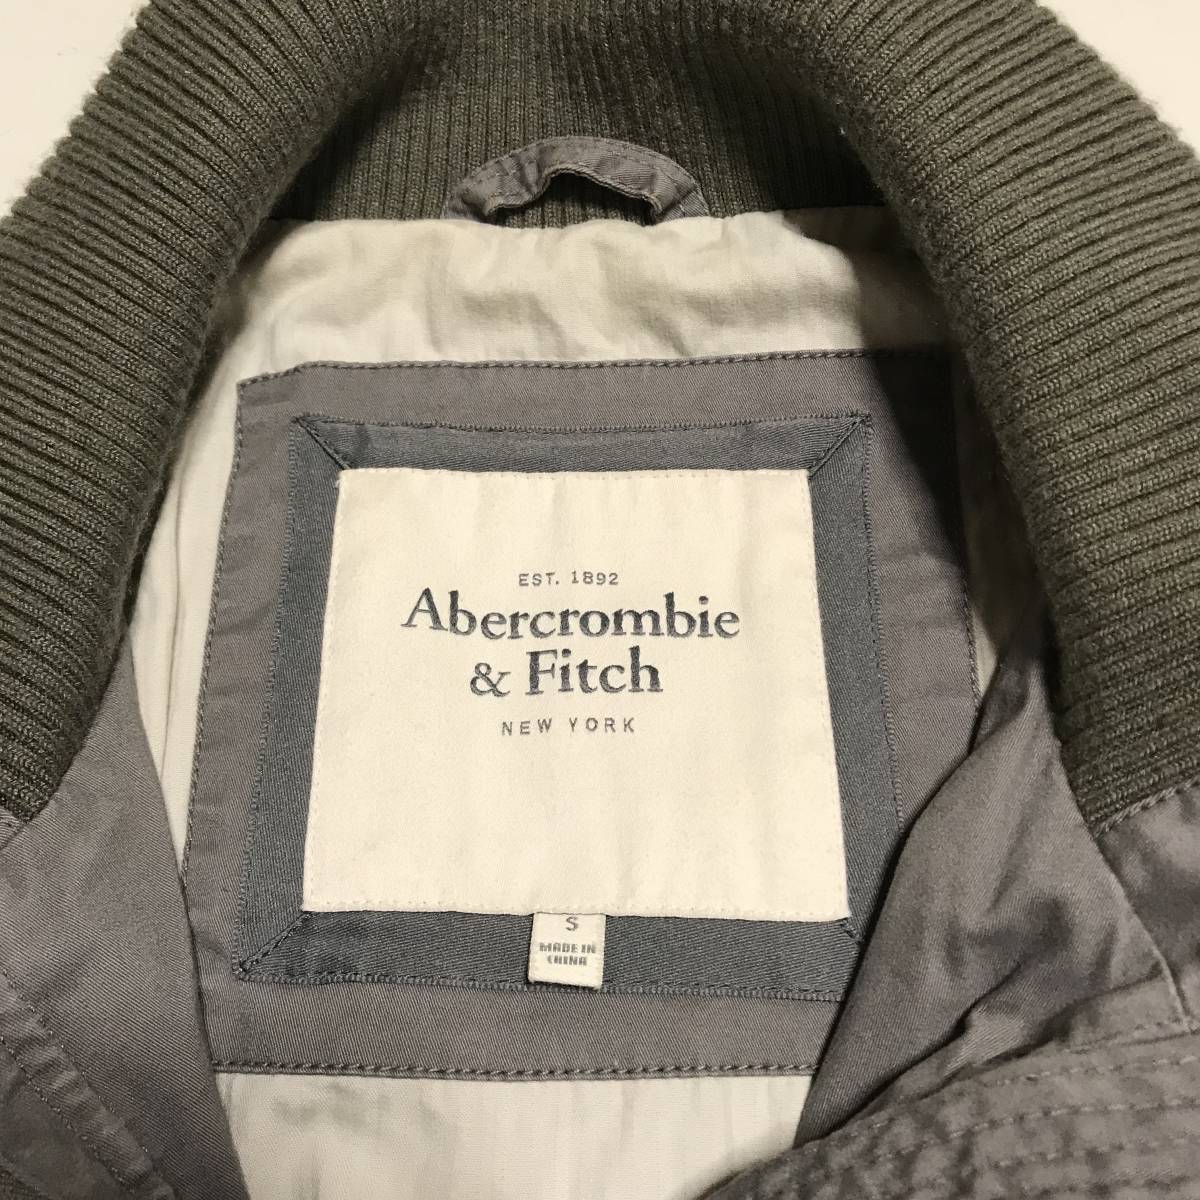 EST. 1892
Abercrombie
& Fitch
NEW YORK
S
MADE IN
CHINA